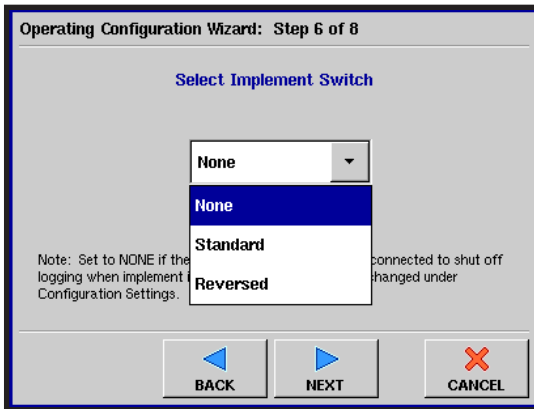 Operating Configuration Wizard: Step 6 of 8
Select Implement Switch
None
None
Standard
Reversed
Note: Set to NONE if the connected to shut off
logging when implement hanged under
Configuration Settings.
BACK NEXT CANCEL